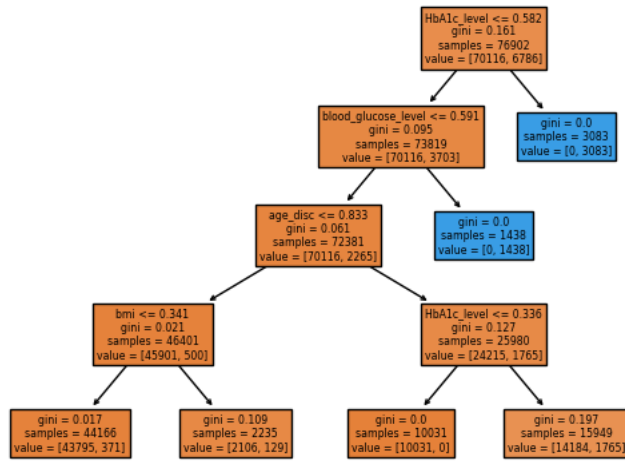 HbA1c_level <= 0.582
gini = 0.161
samples = 76902
value = [70116, 6786]
blood_glucose_level <= 0.591
gini = 0.095
samples = 73819
value = [70116, 3703]
gini = 0.0
samples = 3083
value = [0, 3083]
age_disc <= 0.833
gini = 0.061
samples = 72381
value = [70116, 2265]
gini = 0.0
samples = 1438
value = [0, 1438]
bmi <= 0.341
gini = 0.021
samples = 46401
value = [45901, 500]
HbA1c_level <= 0.336
gini = 0.127
samples = 25980
value = [24215, 1765]
gini = 0.017
samples = 44166
value = [43795, 371]
gini = 0.109
samples = 2235
value = [2106, 129]
gini = 0.0
samples = 10031
value = [10031, 0]
gini = 0.197
samples = 15949
value = [14184, 1765]